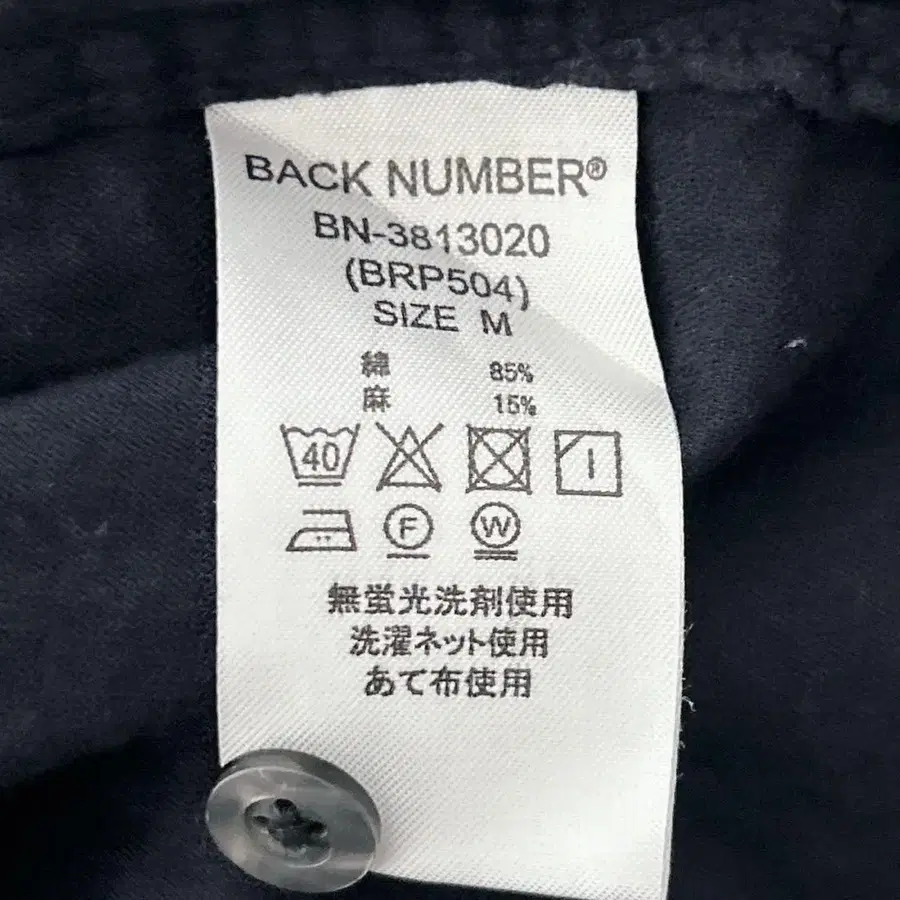 BACK NUMBER®
BN-3813020
(BRP504)
SIZE M
綿 85%
麻 15%
40
F W
無蛍光洗剤使用
洗濯ネット使用
あて布使用